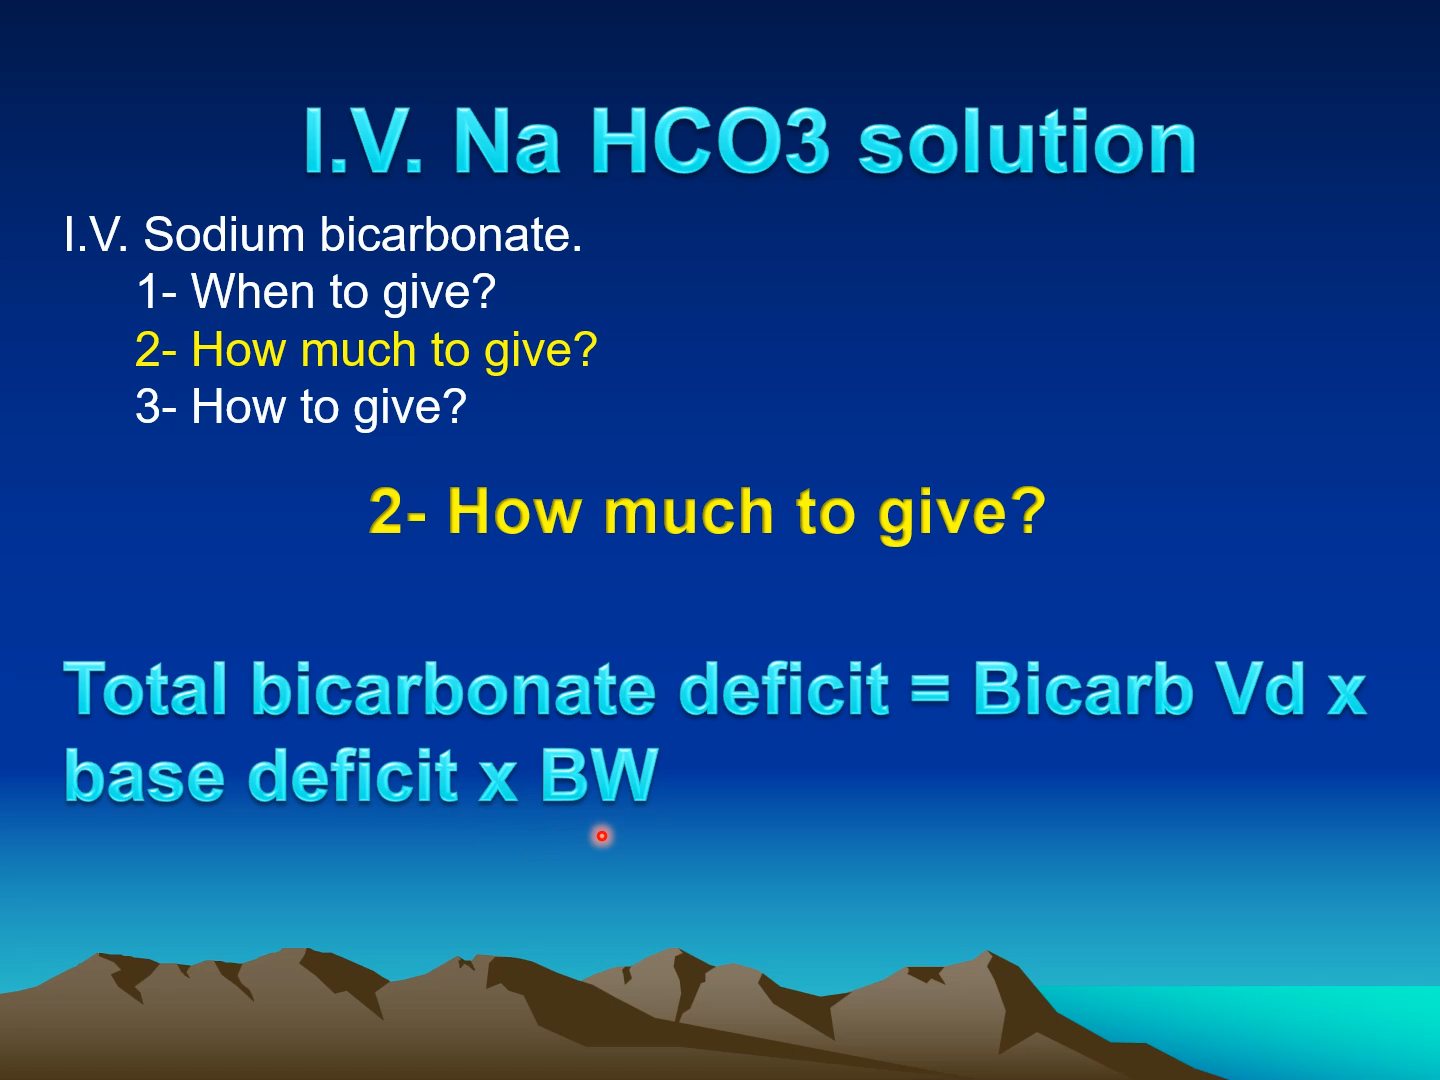 I.V. Na HCO3 solution
I.V. Sodium bicarbonate.
1- When to give?
2- How much to give?
3- How to give?
2- How much to give?
Total bicarbonate deficit = Bicarb Vd x
base deficit x BW